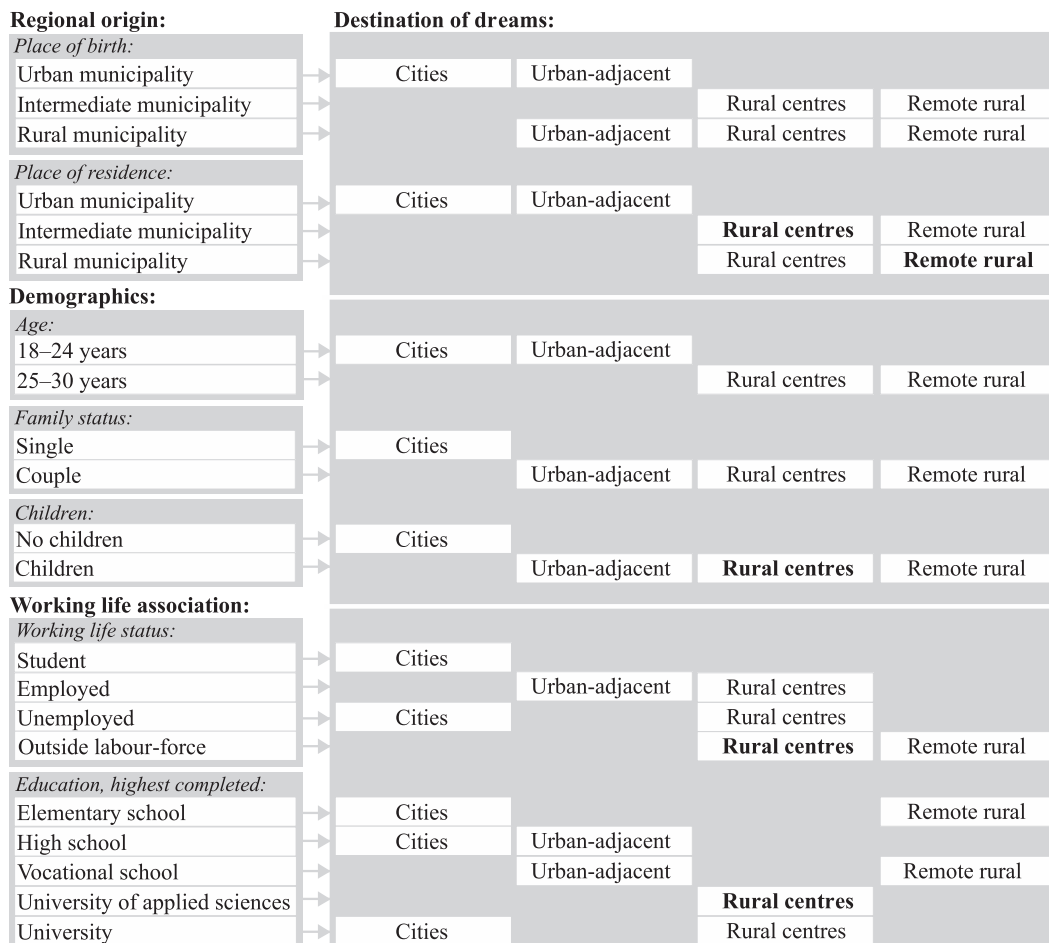 Regional origin: Destination of dreams:
Place of birth:
Urban municipality Cities Urban-adjacent
Intermediate municipality Rural centres Remote rural
Rural municipality Urban-adjacent Rural centres Remote rural
Place of residence:
Urban municipality Cities Urban-adjacent
Intermediate municipality Rural centres Remote rural
Rural municipality Rural centres Remote rural
Demographics:
Age:
18–24 years Cities Urban-adjacent
25–30 years Rural centres Remote rural
Family status:
Single Cities
Couple Urban-adjacent Rural centres Remote rural
Children:
No children Cities
Children Urban-adjacent Rural centres Remote rural
Working life association:
Working life status:
Student Cities
Employed Urban-adjacent Rural centres
Unemployed Cities Rural centres
Outside labour-force Rural centres Remote rural
Education, highest completed:
Elementary school Cities Remote rural
High school Cities Urban-adjacent
Vocational school Urban-adjacent Remote rural
University of applied sciences Rural centres
University Cities Rural centres